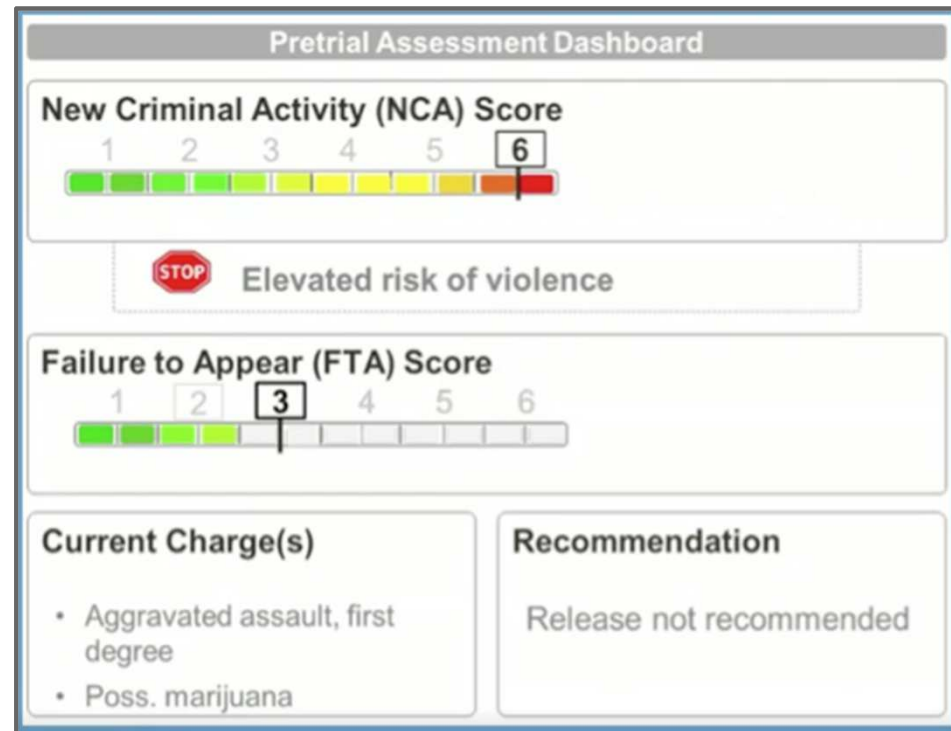 Pretrial Assessment Dashboard
New Criminal Activity (NCA) Score
1 2 3 4 5 6
STOP Elevated risk of violence
Failure to Appear (FTA) Score
1 2 3 4 5 6
Current Charge(s)
• Aggravated assault, first
degree
• Poss. marijuana
Recommendation
Release not recommended